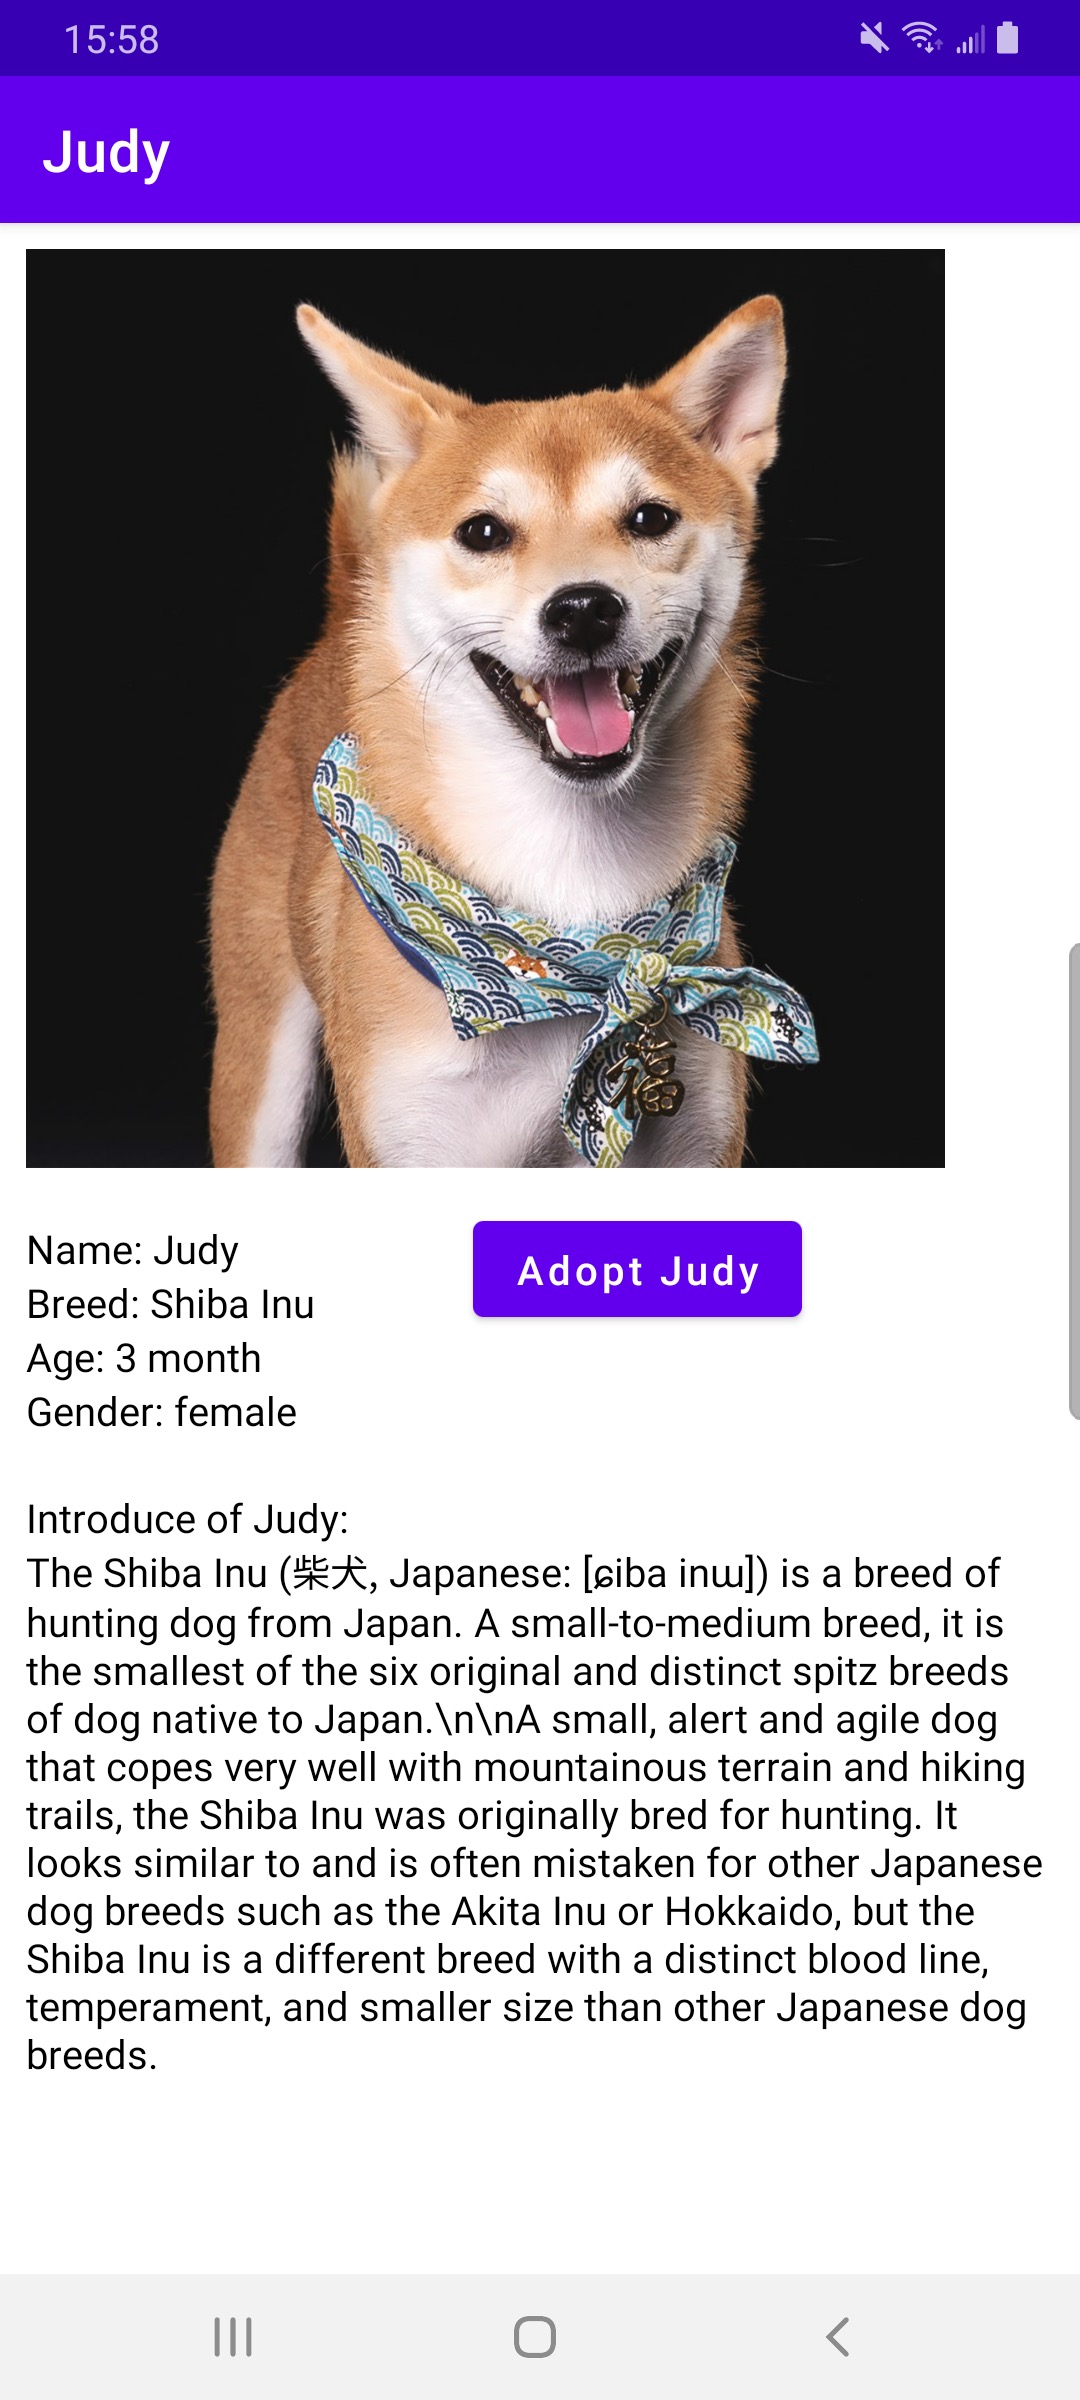 15:58
Judy
福
Name: Judy
Adopt Judy
Breed: Shiba Inu
Age: 3 month
Gender: female
Introduce of Judy:
The Shiba Inu (柴犬, Japanese: [ɕiba inɯ]) is a breed of
hunting dog from Japan. A small-to-medium breed, it is
the smallest of the six original and distinct spitz breeds
of dog native to Japan.\n\nA small, alert and agile dog
that copes very well with mountainous terrain and hiking
trails, the Shiba Inu was originally bred for hunting. It
looks similar to and is often mistaken for other Japanese
dog breeds such as the Akita Inu or Hokkaido, but the
Shiba Inu is a different breed with a distinct blood line,
temperament, and smaller size than other Japanese dog
breeds.